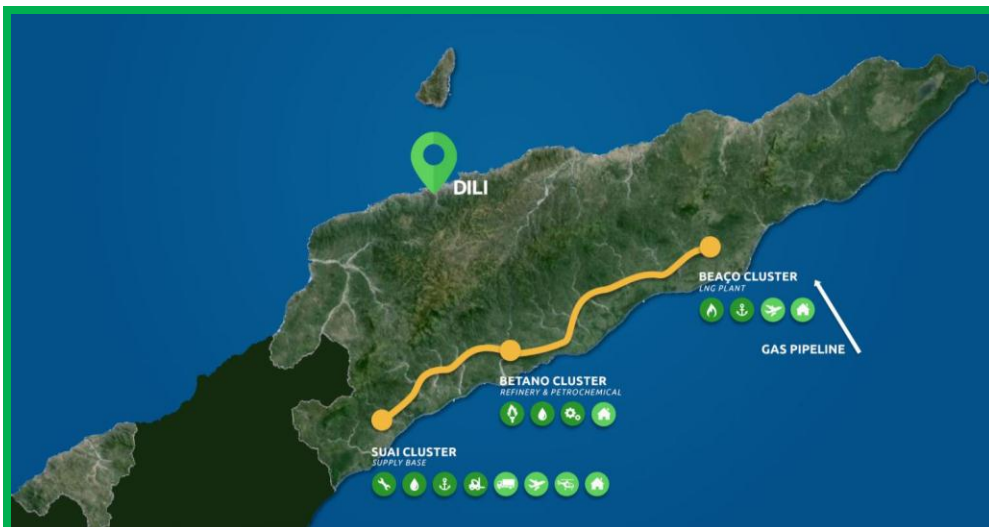 DILI
BEAÇO CLUSTER
LNG PLANT
GAS PIPELINE
BETANO CLUSTER
REFINERY & PETROCHEMICAL
SUAI CLUSTER
SUPPLY BASE